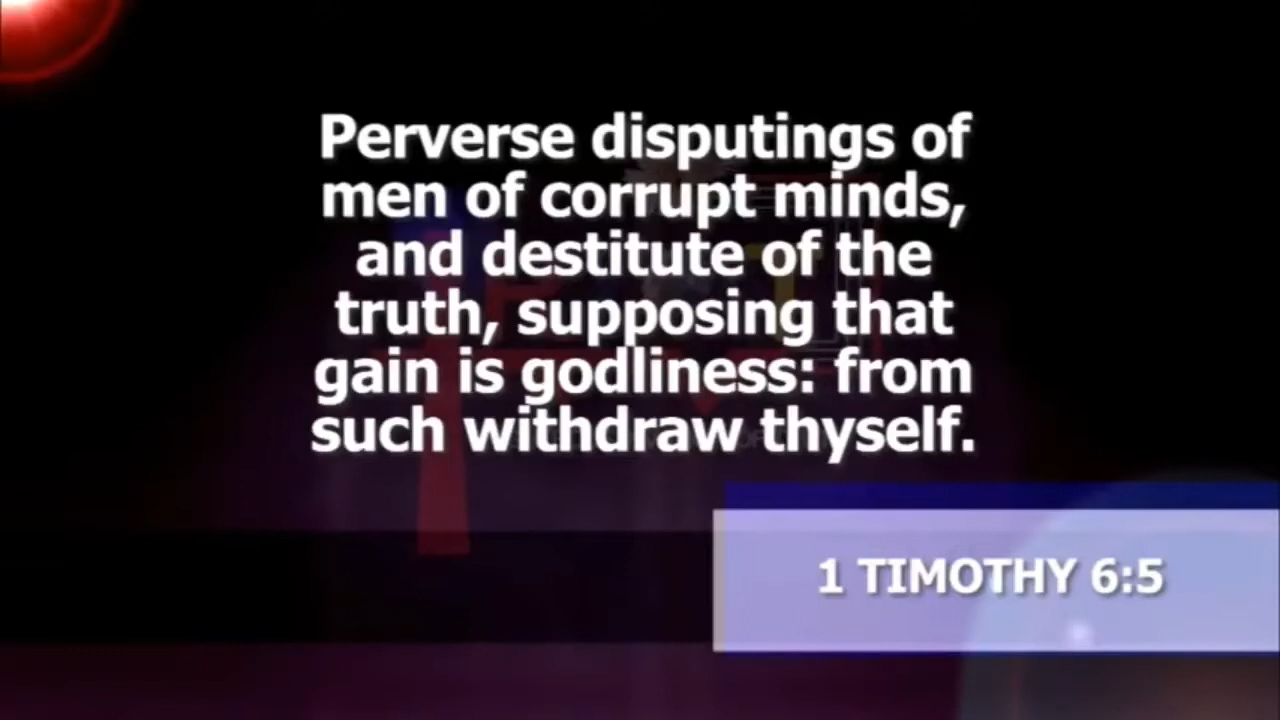 Perverse disputings of
men of corrupt minds,
and destitute of the
truth, supposing that
gain is godliness: from
such withdraw thyself.
1 TIMOTHY 6:5